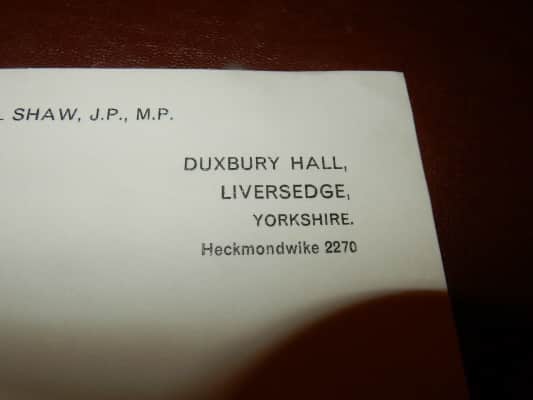 SHAW, J.P., M.P.
DUXBURY HALL,
LIVERSEDGE,
YORKSHIRE.
Heckmondwike 2270